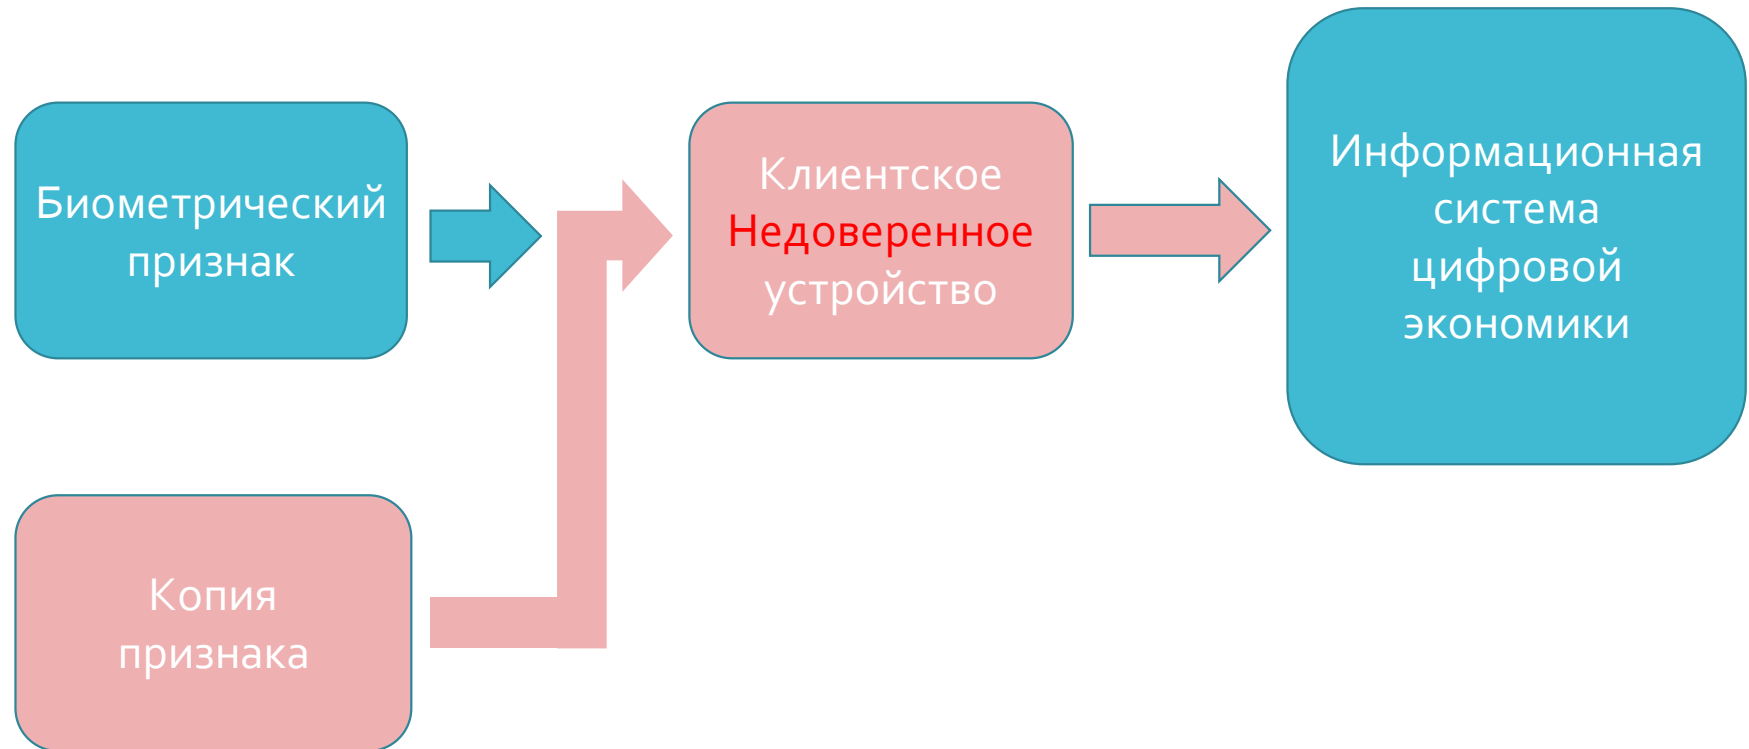 Биометрический
признак
Клиентское
Недоверенное
устройство
Информационная
система
цифровой
экономики
Копия
признака